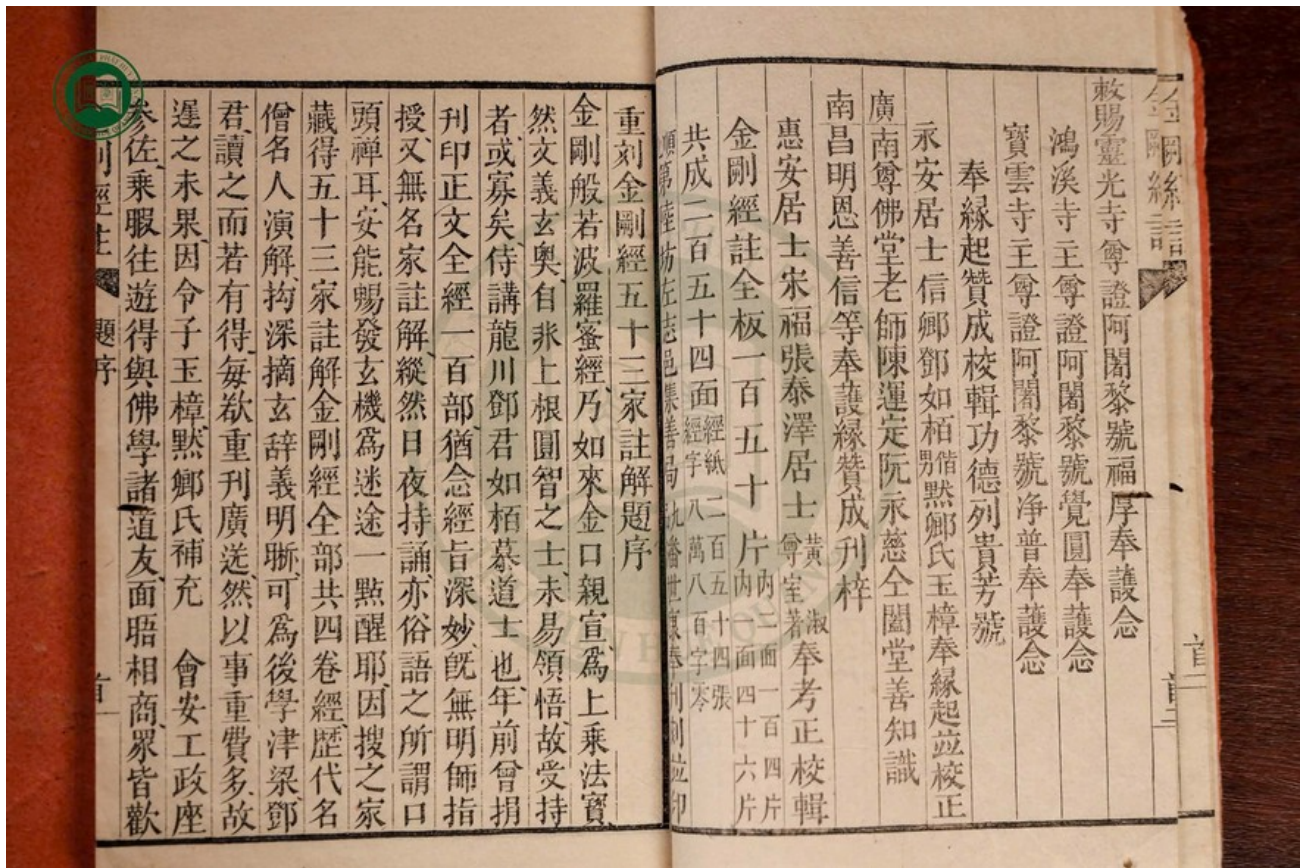 敕賜靈光寺尊證阿闍黎號福厚奉護念
鴻溪寺主尊證阿闍黎號覺圓奉護念
寶雲寺主尊證阿闍黎號净普奉護念
奉緣起贊成校輯功德列貴芳號
永安居士信卿鄧如栢偕男默卿氏玉樟奉緣起並校正
廣南尊佛堂老師陳運定阮永慈仝闔堂善知識
南昌明恩善信等奉護緣贊成刊梓
惠安居士宋福張泰澤居士黃尊室著淑奉考正校輯
金剛經註全板一百五十片內二面一百四片內一面四十六片
共成二百五十四面經紙二百五十四張經字八萬八百字零
重刻金剛經五十三家註解題序
金剛般若波羅蜜經乃如來金口親宣為上乘法寶
然文義玄奧自非上根圓智之士未易領悟故受持
者或寡矣侍講龍川鄧君如栢慕道士也年前曾捐
刊印正文全經一百部猶念經旨深妙既無明師指
授又無名家註解縱然日夜持誦亦俗語之所謂口
頭禪耳安能暢發玄機為迷途一點醒耶因搜之家
藏得五十三家註解金剛經全部共四卷經歷代名
僧名人演解抅深摘玄辞義明晰可為後學津梁鄧
君讀之而若有得每欲重刊廣送然以事重費多故
遲之未果因令子玉樟默卿氏補充 會安工政座
參佐乘暇往遊得與佛學諸道友面晤相商眾皆歡
題序
首一